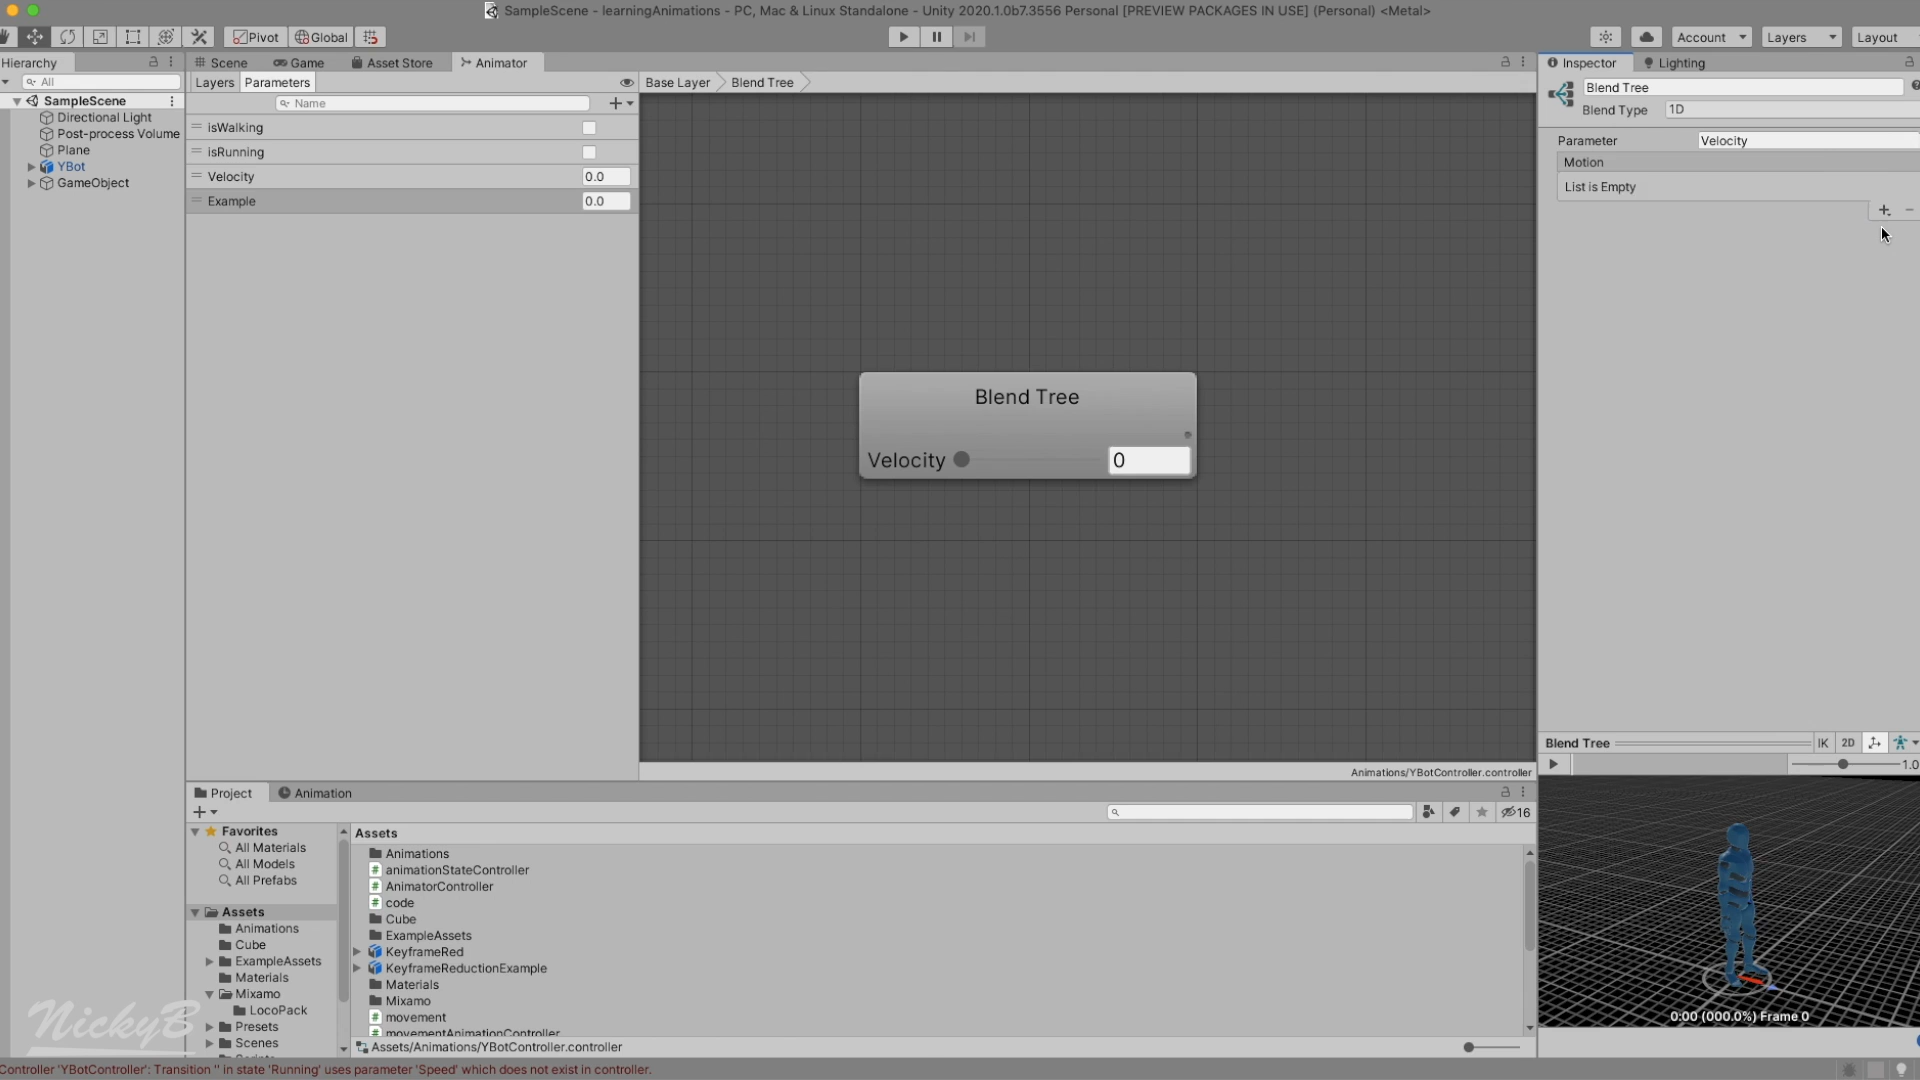 SampleScene - learningAnimations - PC, Mac & Linux Standalone - Unity 2020.1.0b7.3556 Personal [PREVIEW PACKAGES IN USE] (Personal) <Metal>
Pivot Global Account Layers Layout
Hierarchy
All
SampleScene
Directional Light
Post-process Volume
Plane
YBot
GameObject
Scene Game Asset Store Animator
Layers Parameters
Name
isWalking
isRunning
Velocity 0.0
Example 0.0
Base Layer Blend Tree
Blend Tree
Velocity 0
Animations/YBotController.controller
Inspector Lighting
Blend Tree
Blend Type 1D
Parameter Velocity
Motion
List is Empty
Blend Tree IK 2D
1.0
0:00 (000.0%) Frame 0
Project Animation
16
Favorites
All Materials
All Models
All Prefabs
Assets
Animations
Cube
ExampleAssets
Materials
Mixamo
LocoPack
Presets
Scenes
Assets
Animations
animationStateController
AnimatorController
code
Cube
ExampleAssets
KeyframeRed
KeyframeReductionExample
Materials
Mixamo
movement
movementAnimationController
Assets/Animations/YBotController.controller
NickyB
Controller 'YBotController': Transition '' in state 'Running' uses parameter 'Speed' which does not exist in controller.